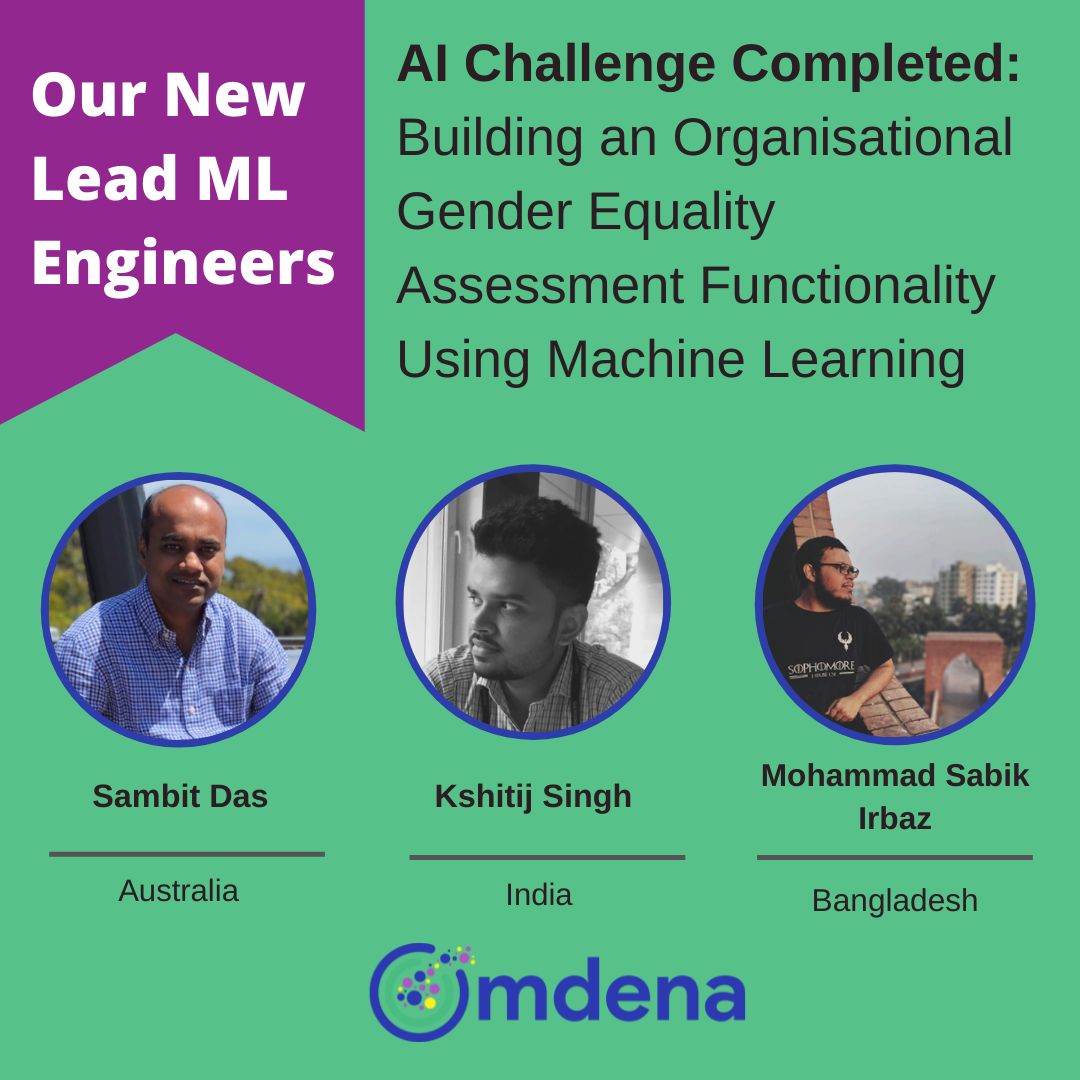 Our New
Lead ML
Engineers
AI Challenge Completed:
Building an Organisational
Gender Equality
Assessment Functionality
Using Machine Learning
SOPHOMORE
Sambit Das
Kshitij Singh
Mohammad Sabik
Irbaz
Australia
India
Bangladesh
Omdena